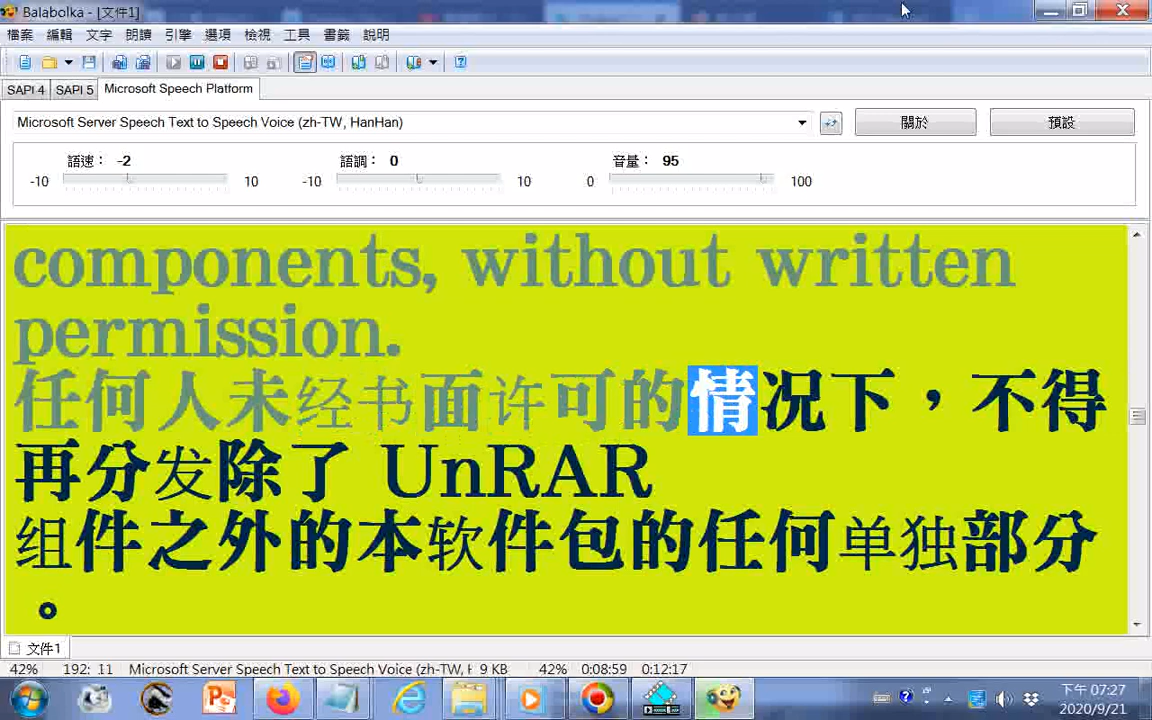 Balabolka - [文件1]
檔案 編輯 文字 朗讀 引擎 選項 檢視 工具 書籤 說明
SAPI 4 SAPI 5 Microsoft Speech Platform
Microsoft Server Speech Text to Speech Voice (zh-TW, HanHan) 關於 預設
語速： -2 語調： 0 音量： 95
-10 10 -10 10 0 100
components, without written
permission.
任何人未经书面许可的情况下，不得
再分发除了 UnRAR
组件之外的本软件包的任何单独部分
。
文件1
42% 192: 11 Microsoft Server Speech Text to Speech Voice (zh-TW, H 9 KB 42% 0:08:59 0:12:17
下午 07:27
2020/9/21